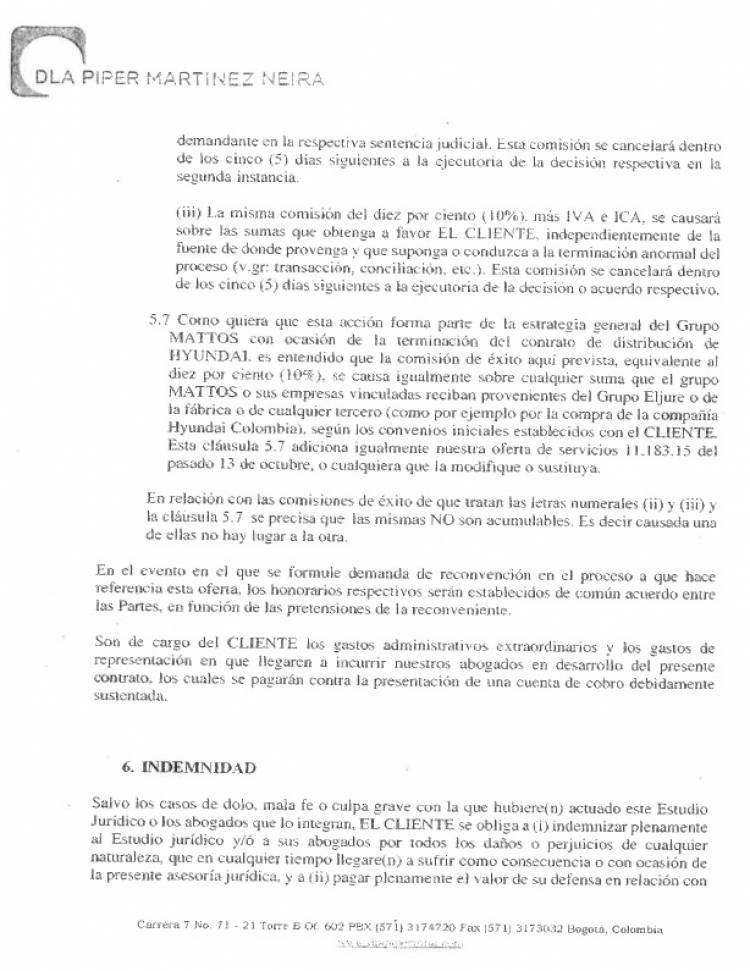 DLA PIPER MARTINEZ NEIRA
demandante en la respectiva sentencia judicial. Esta comisión se cancelará dentro
de los cinco (5) días siguientes a la ejecutoria de la decisión respectiva en la
segunda instancia.
(iii) La misma comisión del diez por ciento (10%), más IVA e ICA, se causará
sobre las sumas que obtenga a favor EL CLIENTE, independientemente de la
fuente de donde provenga y que suponga o conduzca a la terminación anormal del
proceso (v.gr: transacción, conciliación, etc.). Esta comisión se cancelará dentro
de los cinco (5) días siguientes a la ejecutoria de la decisión o acuerdo respectivo.
5.7 Como quiera que esta acción forma parte de la estrategia general del Grupo
MATTOS con ocasión de la terminación del contrato de distribución de
HYUNDAI, es entendido que la comisión de éxito aquí prevista, equivalente al
diez por ciento (10%), se causa igualmente sobre cualquier suma que el grupo
MATTOS o sus empresas vinculadas reciban provenientes del Grupo Eljure o de
la fábrica o de cualquier tercero (como por ejemplo por la compra de la compañía
Hyundai Colombia), según los convenios iniciales establecidos con el CLIENTE.
Esta cláusula 5.7 adiciona igualmente nuestra oferta de servicios 11.183.15 del
pasado 13 de octubre, o cualquiera que la modifique o sustituya.
En relación con las comisiones de éxito de que tratan las letras numerales (ii) y (iii) y
la cláusula 5.7 se precisa que las mismas NO son acumulables. Es decir causada una
de ellas no hay lugar a la otra.
En el evento en el que se formule demanda de reconvención en el proceso a que hace
referencia esta oferta, los honorarios respectivos serán establecidos de común acuerdo entre
las Partes, en función de las pretensiones de la reconveniente.
Son de cargo del CLIENTE los gastos administrativos extraordinarios y los gastos de
representación en que llegaren a incurrir nuestros abogados en desarrollo del presente
contrato, los cuales se pagarán contra la presentación de una cuenta de cobro debidamente
sustentada.
6. INDEMNIDAD
Salvo los casos de dolo, mala fe o culpa grave con la que hubiere(n) actuado este Estudio
Jurídico o los abogados que lo integran, EL CLIENTE se obliga a (i) indemnizar plenamente
al Estudio jurídico y/ó a sus abogados por todos los daños o perjuicios de cualquier
naturaleza, que en cualquier tiempo llegare(n) a sufrir como consecuencia o con ocasión de
la presente asesoría jurídica, y a (ii) pagar plenamente el valor de su defensa en relación con
Carrera 7 No. 71 - 21 Torre B Of. 602 PBX (571) 3174720 Fax (571) 3173032 Bogotá, Colombia